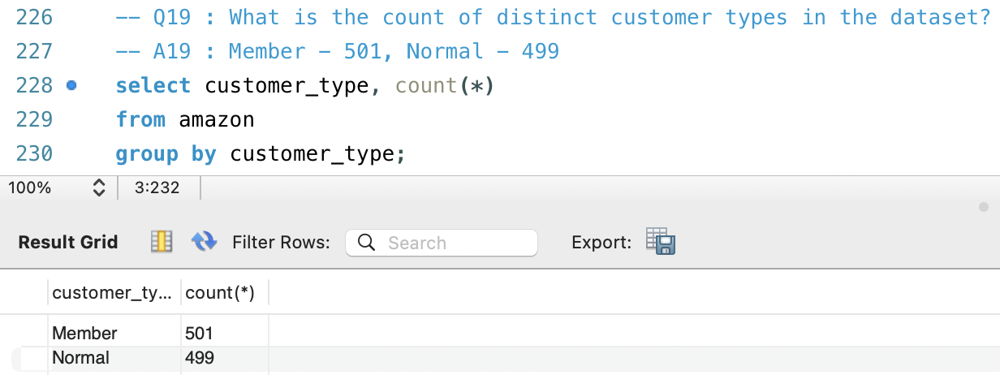 226 -- Q19 : What is the count of distinct customer types in the dataset?
227 -- A19 : Member - 501, Normal - 499
228 select customer_type, count(*)
229 from amazon
230 group by customer_type;
100% 3:232
Result Grid Filter Rows: Search Export:
customer_ty... count(*)
Member 501
Normal 499